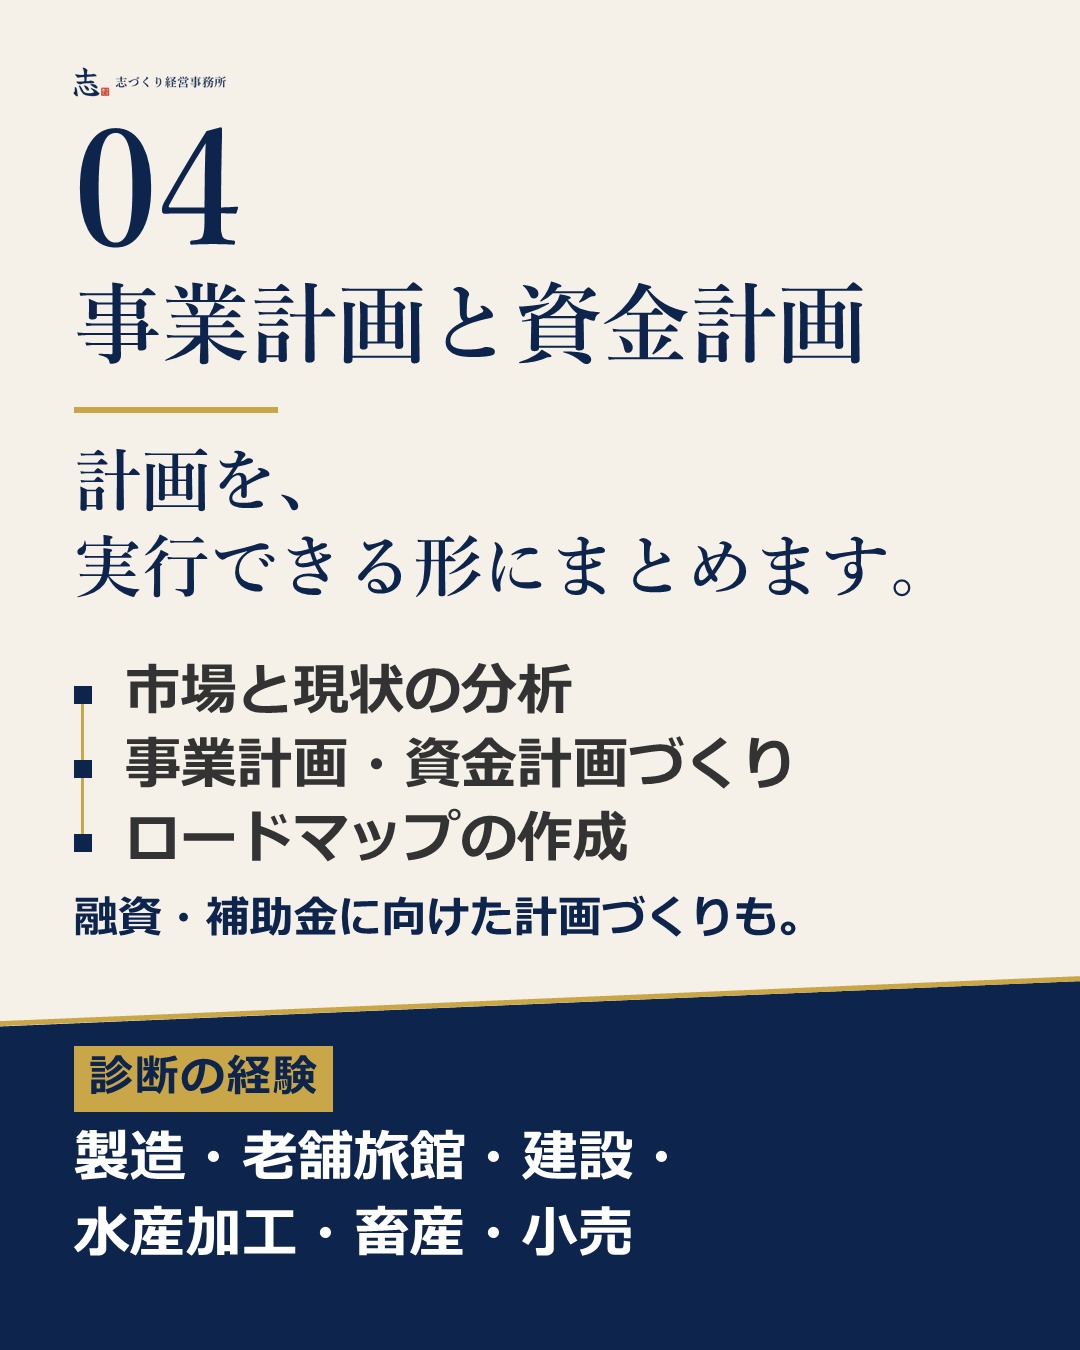 志 志づくり経営事務所
04
事業計画と資金計画
計画を、
実行できる形にまとめます。
市場と現状の分析
事業計画・資金計画づくり
ロードマップの作成
融資・補助金に向けた計画づくりも。
診断の経験
製造・老舗旅館・建設・
水産加工・畜産・小売